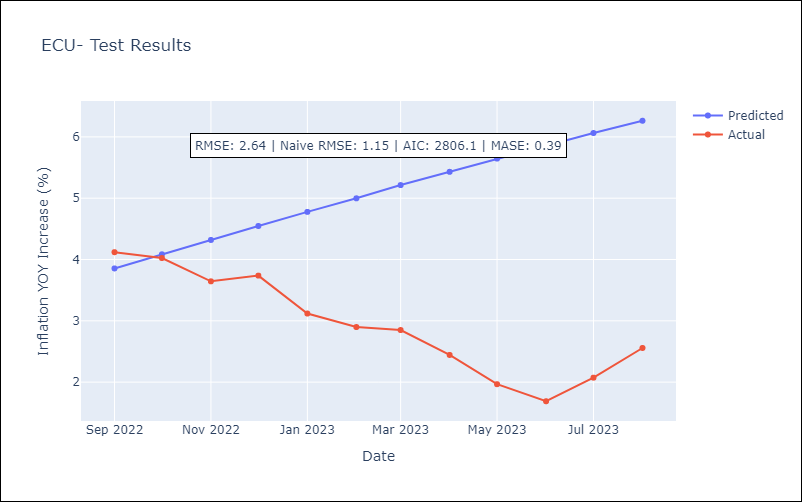 ECU- Test Results
Predicted
Actual
RMSE: 2.64 | Naive RMSE: 1.15 | AIC: 2806.1 | MASE: 0.39
Inflation YOY Increase (%)
6
5
4
3
2
Sep 2022
Nov 2022
Jan 2023
Mar 2023
May 2023
Jul 2023
Date